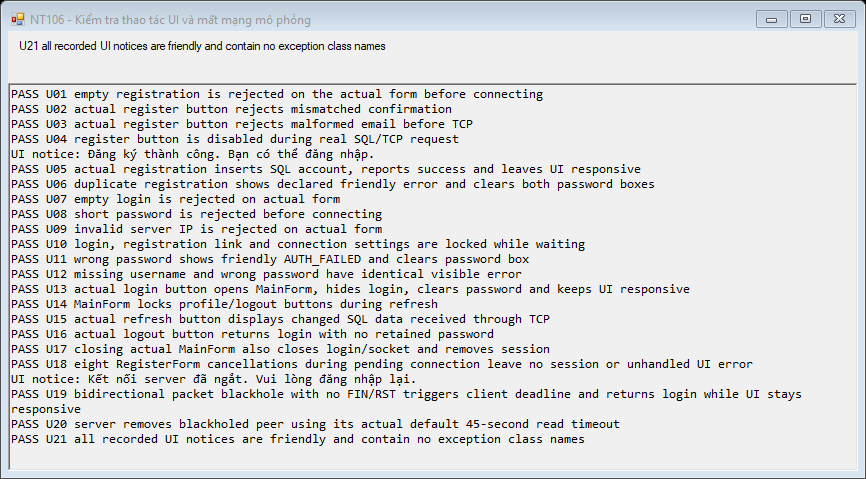 NT106 - Kiểm tra thao tác UI và mất mạng mô phỏng
U21 all recorded UI notices are friendly and contain no exception class names
PASS U01 empty registration is rejected on the actual form before connecting
PASS U02 actual register button rejects mismatched confirmation
PASS U03 actual register button rejects malformed email before TCP
PASS U04 register button is disabled during real SQL/TCP request
UI notice: Đăng ký thành công. Bạn có thể đăng nhập.
PASS U05 actual registration inserts SQL account, reports success and leaves UI responsive
PASS U06 duplicate registration shows declared friendly error and clears both password boxes
PASS U07 empty login is rejected on actual form
PASS U08 short password is rejected before connecting
PASS U09 invalid server IP is rejected on actual form
PASS U10 login, registration link and connection settings are locked while waiting
PASS U11 wrong password shows friendly AUTH_FAILED and clears password box
PASS U12 missing username and wrong password have identical visible error
PASS U13 actual login button opens MainForm, hides login, clears password and keeps UI responsive
PASS U14 MainForm locks profile/logout buttons during refresh
PASS U15 actual refresh button displays changed SQL data received through TCP
PASS U16 actual logout button returns login with no retained password
PASS U17 closing actual MainForm also closes login/socket and removes session
PASS U18 eight RegisterForm cancellations during pending connection leave no session or unhandled UI error
UI notice: Kết nối server đã ngắt. Vui lòng đăng nhập lại.
PASS U19 bidirectional packet blackhole with no FIN/RST triggers client deadline and returns login while UI stays
responsive
PASS U20 server removes blackholed peer using its actual default 45-second read timeout
PASS U21 all recorded UI notices are friendly and contain no exception class names